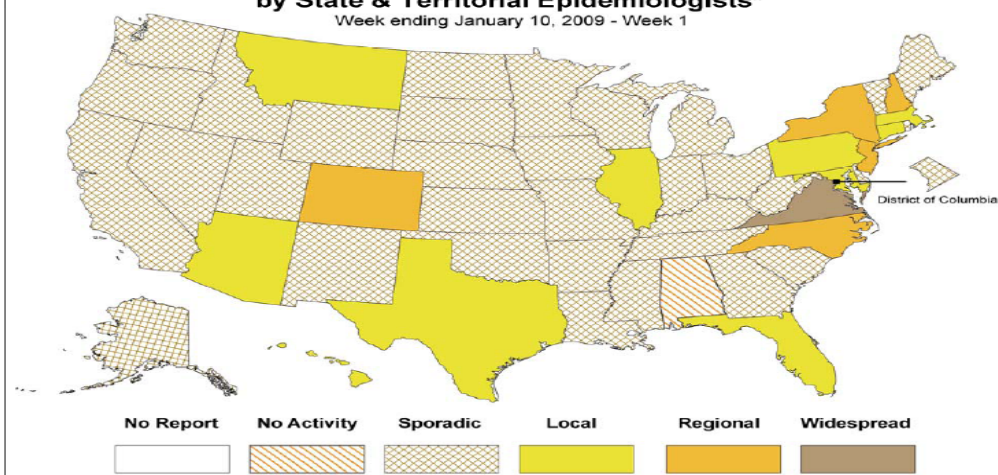 by State & Territorial Epidemiologists
Week ending January 10, 2009 - Week 1
District of Columbia
No Report
No Activity
Sporadic
Local
Regional
Widespread